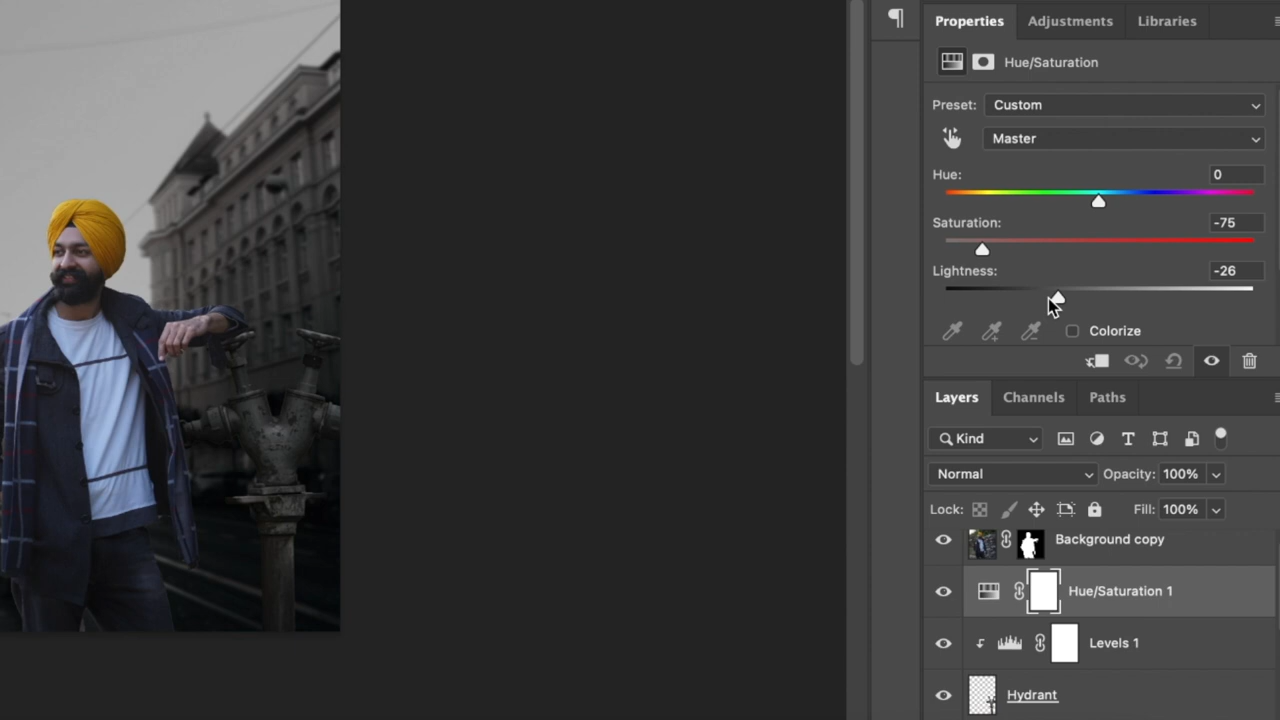 Properties Adjustments Libraries
Hue/Saturation
Preset: Custom
Master
Hue: 0
Saturation: -75
Lightness: -26
Colorize
Layers Channels Paths
Kind T
Normal Opacity: 100%
Lock: Fill: 100%
Background copy
Hue/Saturation 1
Levels 1
Hydrant